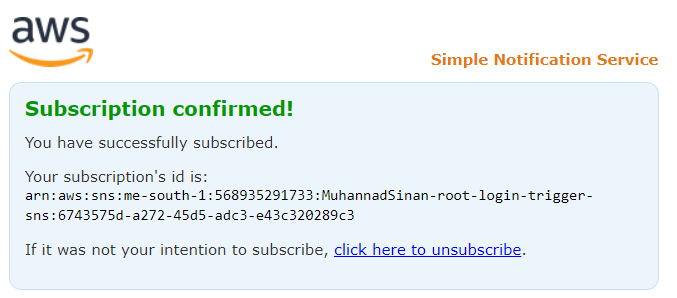 aws
Simple Notification Service
Subscription confirmed!
You have successfully subscribed.
Your subscription's id is:
arn:aws:sns:me-south-1:568935291733:MuhannadSinan-root-login-trigger-
sns:6743575d-a272-45d5-adc3-e43c320289c3
If it was not your intention to subscribe, click here to unsubscribe.